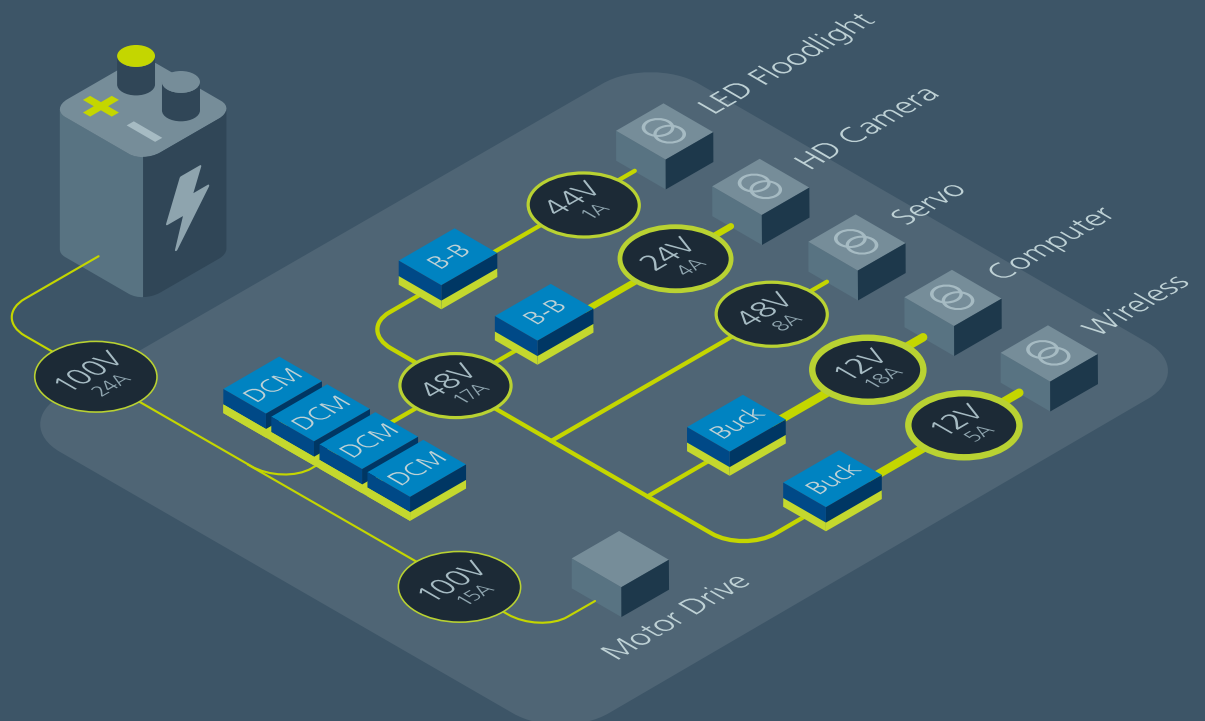 LED Floodlight
HD Camera
Servo
Computer
Wireless
44V
1A
24V
4A
48V
8A
12V
18A
12V
5A
B-B
B-B
48V
17A
100V
24A
DCM
DCM
DCM
DCM
Buck
Buck
100V
15A
Motor Drive